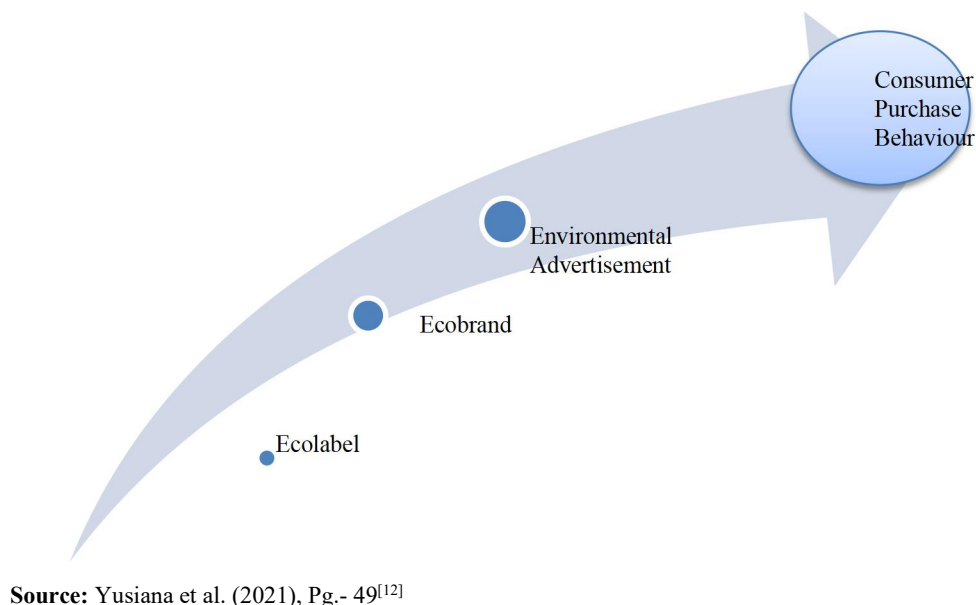 Consumer
Purchase
Behaviour
Environmental
Advertisement
Ecobrand
Ecolabel
Source: Yusiana et al. (2021), Pg.- 49[12]